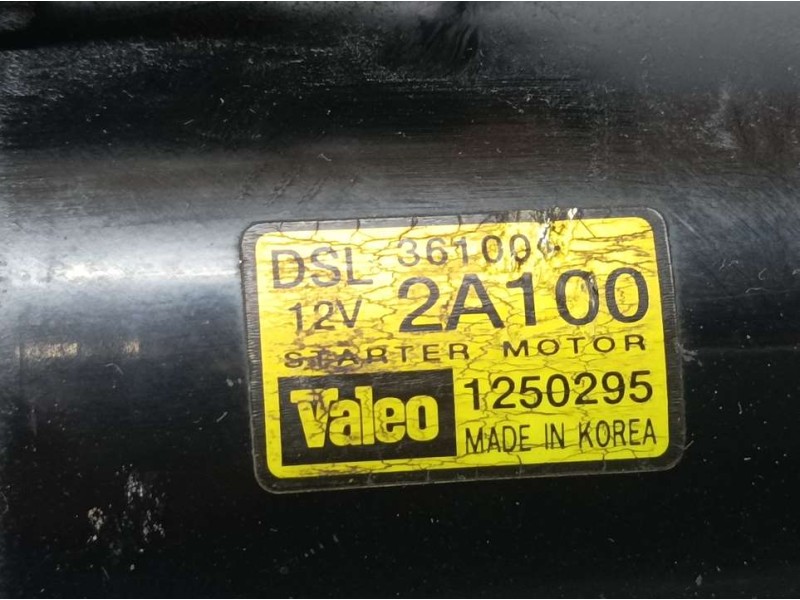 DSL 36100
12V 2A100
STARTER MOTOR
Valeo 1250295
MADE IN KOREA